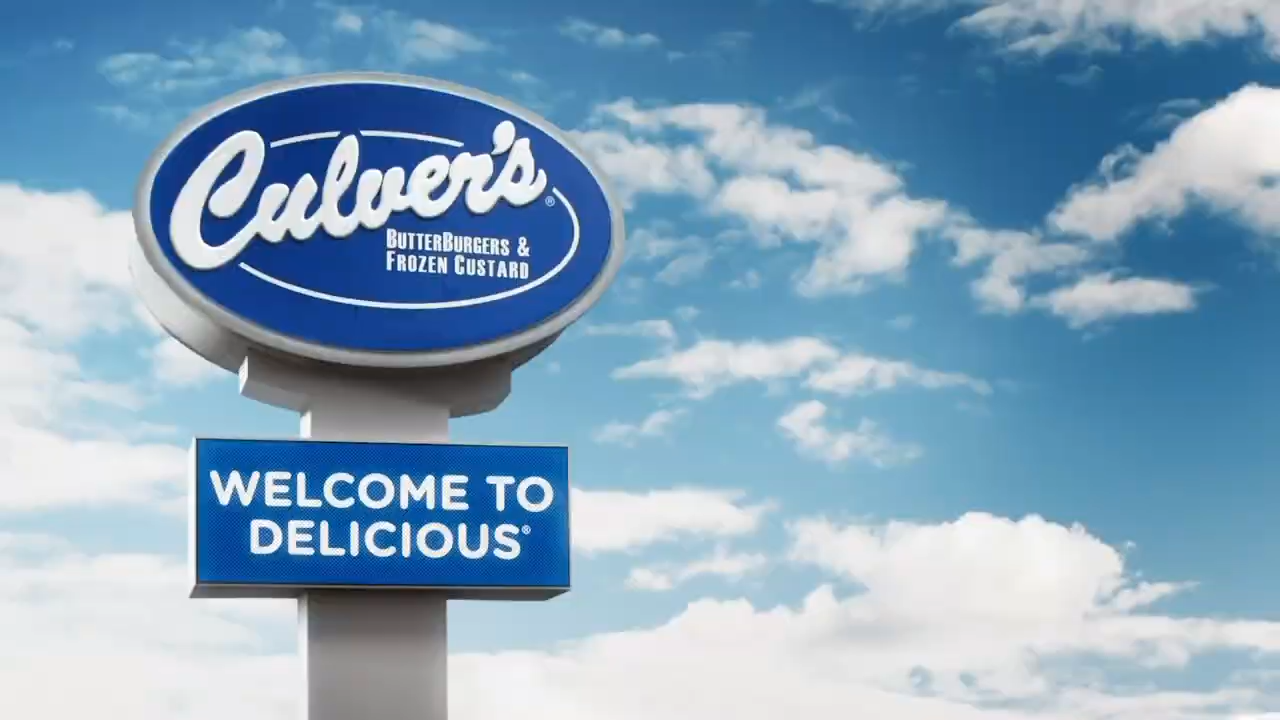 Culver's®
BUTTERBURGERS &
FROZEN CUSTARD
WELCOME TO
DELICIOUS®